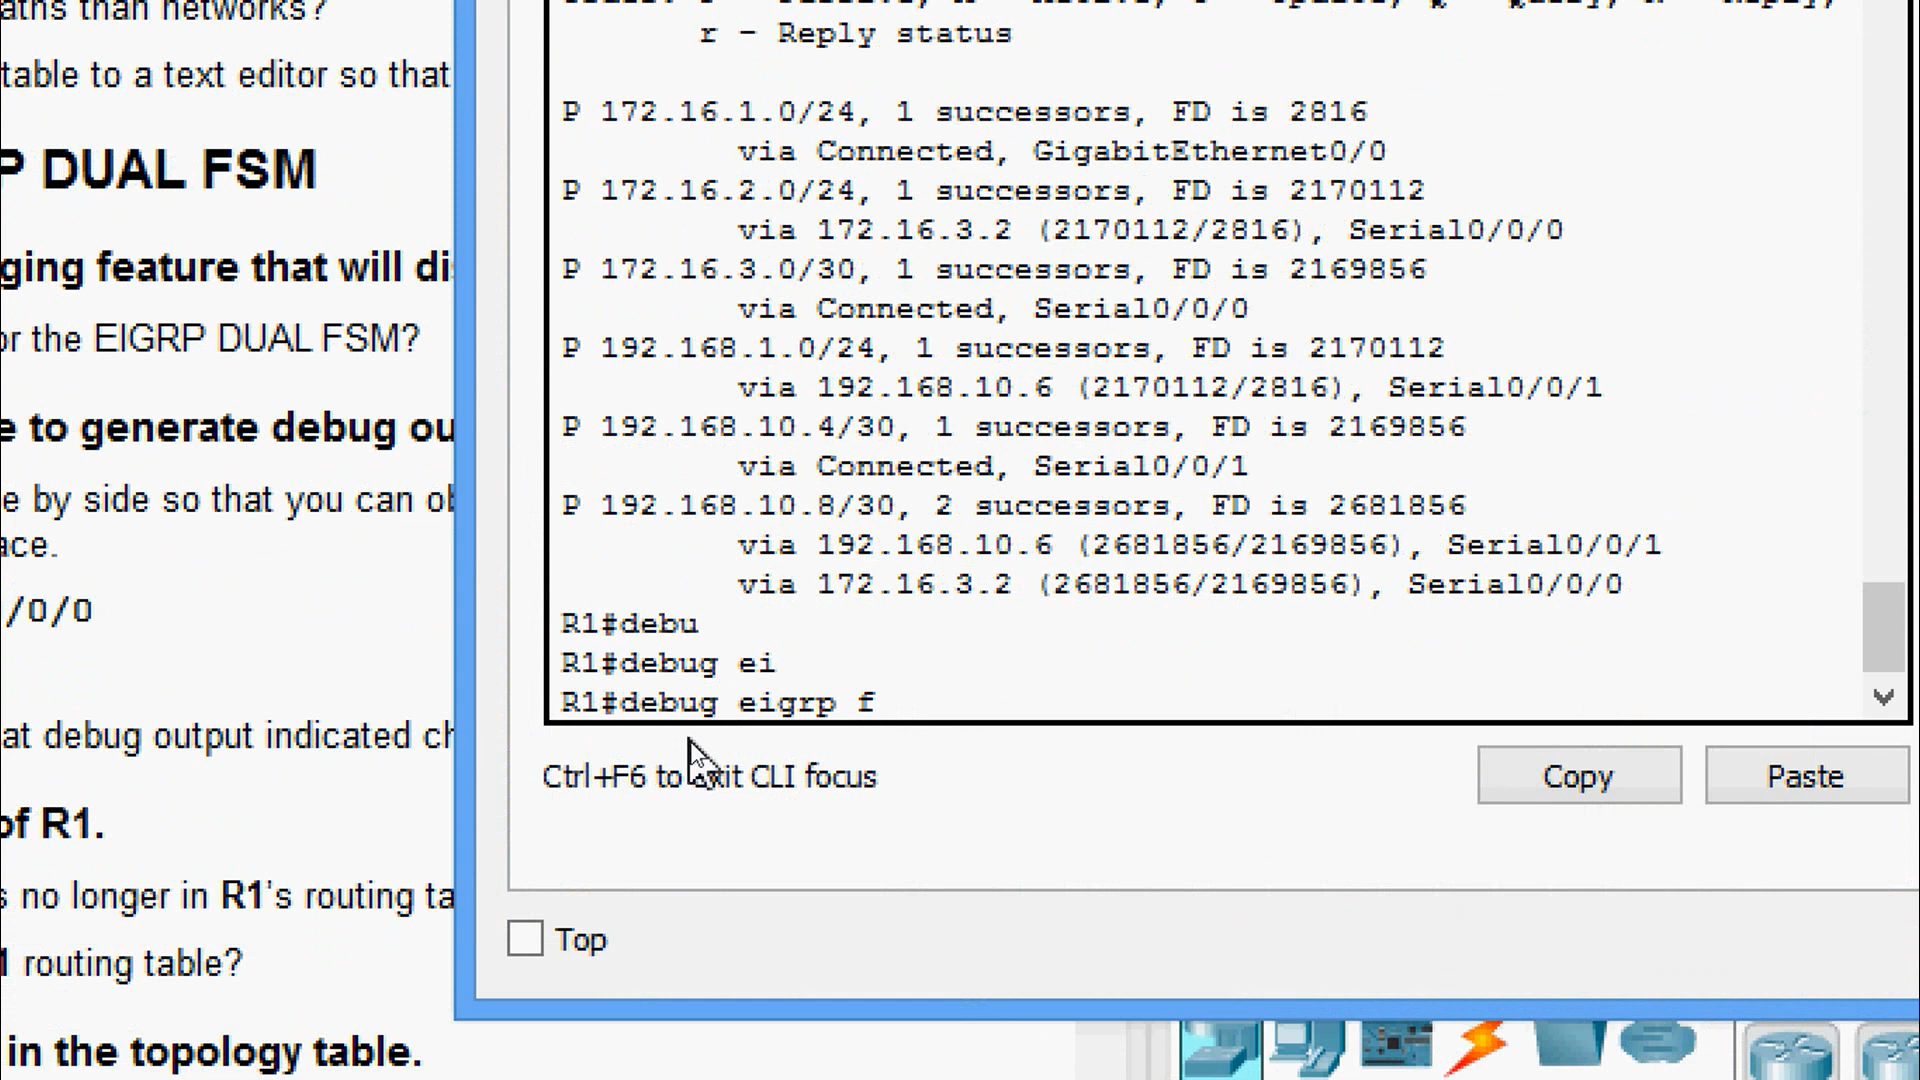 aths than networks?
table to a text editor so that
P DUAL FSM
ging feature that will di
or the EIGRP DUAL FSM?
e to generate debug ou
e by side so that you can ob
ace.
/0/0
at debug output indicated ch
of R1.
s no longer in R1's routing ta
1 routing table?
in the topology table.
r - Reply status
P 172.16.1.0/24, 1 successors, FD is 2816
via Connected, GigabitEthernet0/0
P 172.16.2.0/24, 1 successors, FD is 2170112
via 172.16.3.2 (2170112/2816), Serial0/0/0
P 172.16.3.0/30, 1 successors, FD is 2169856
via Connected, Serial0/0/0
P 192.168.1.0/24, 1 successors, FD is 2170112
via 192.168.10.6 (2170112/2816), Serial0/0/1
P 192.168.10.4/30, 1 successors, FD is 2169856
via Connected, Serial0/0/1
P 192.168.10.8/30, 2 successors, FD is 2681856
via 192.168.10.6 (2681856/2169856), Serial0/0/1
via 172.16.3.2 (2681856/2169856), Serial0/0/0
R1#debu
R1#debug ei
R1#debug eigrp f
Ctrl+F6 to exit CLI focus
Copy
Paste
Top